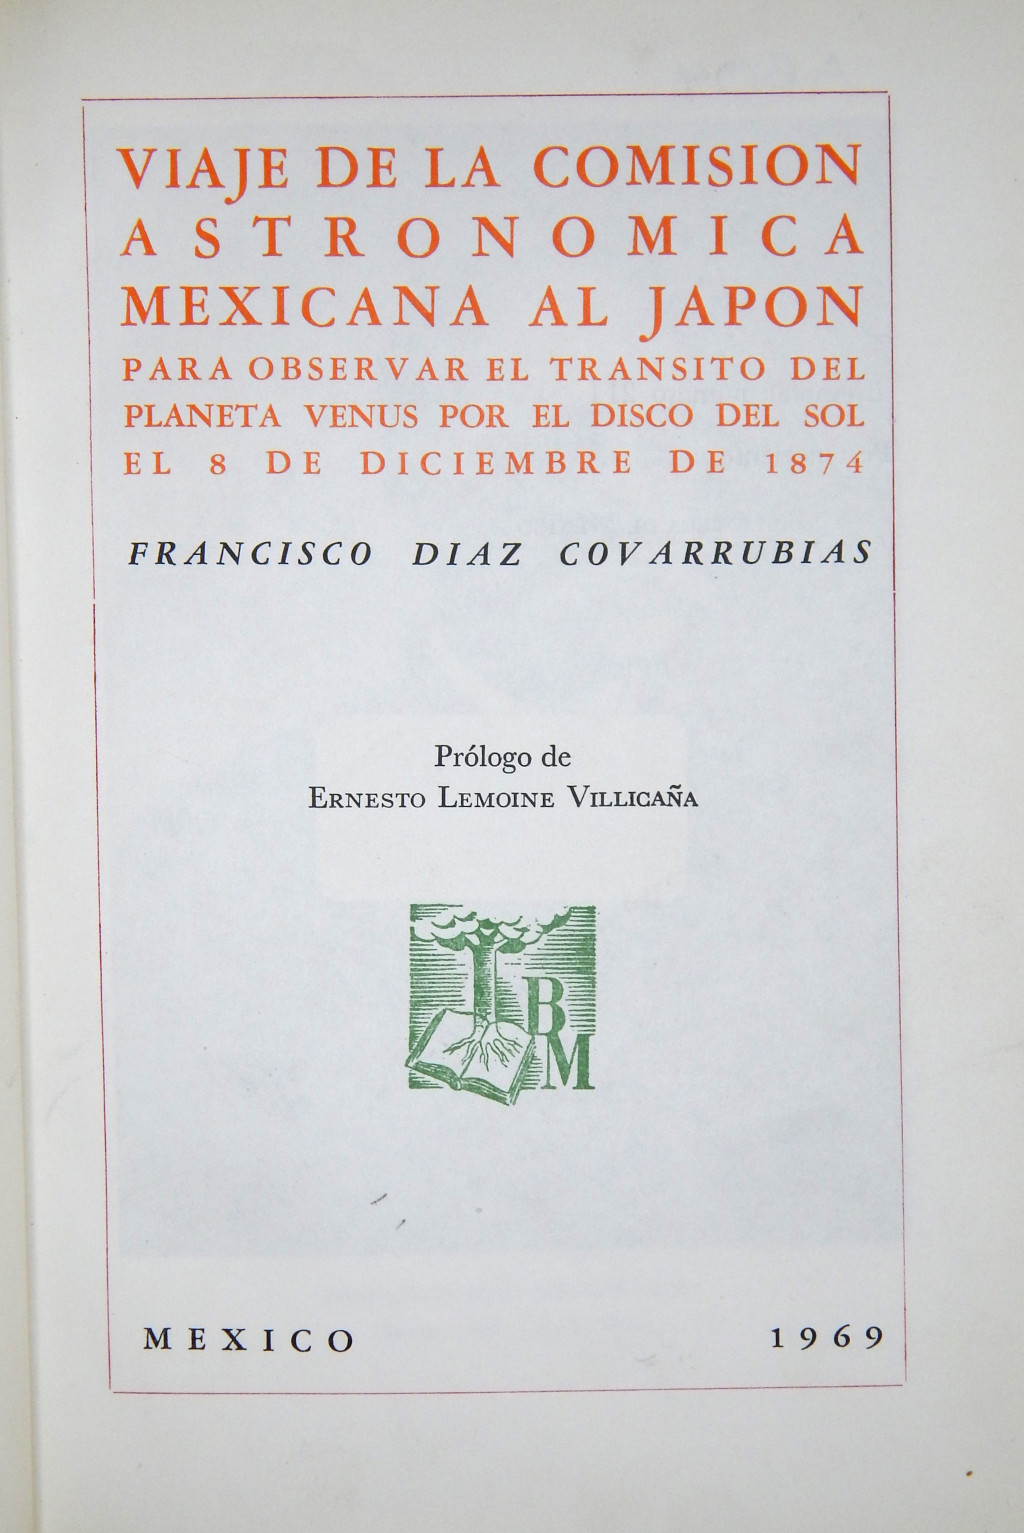 VIAJE DE LA COMISION
ASTRONOMICA
MEXICANA AL JAPON
PARA OBSERVAR EL TRANSITO DEL
PLANETA VENUS POR EL DISCO DEL SOL
EL 8 DE DICIEMBRE DE 1874
FRANCISCO DIAZ COVARRUBIAS
Prólogo de
ERNESTO LEMOINE VILLICAÑA
B
M
MEXICO 1969